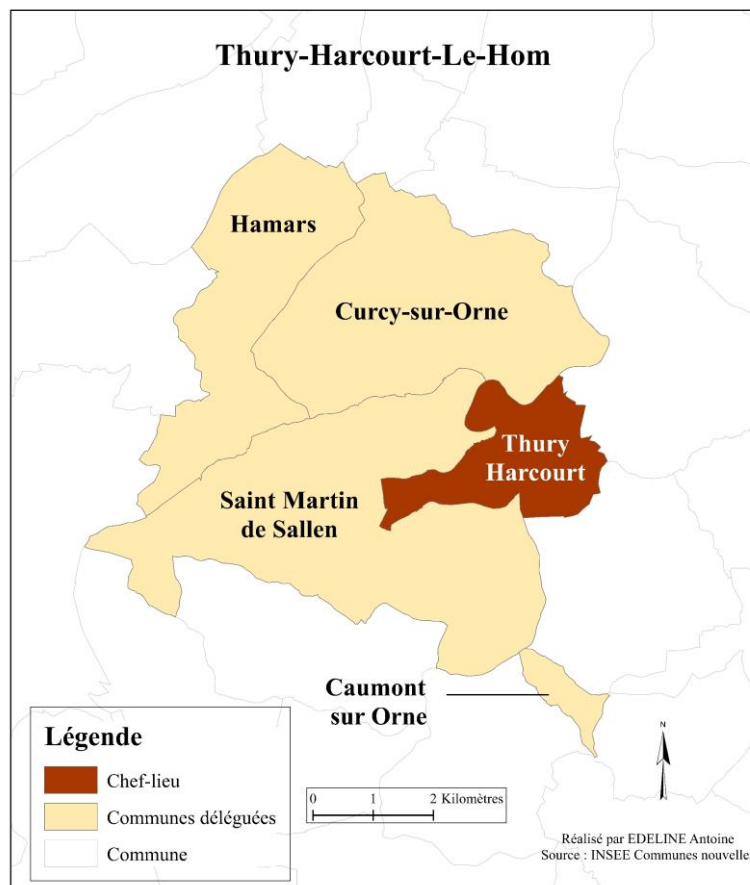 Thury-Harcourt-Le-Hom
Hamars
Curcy-sur-Orne
Thury
Harcourt
Saint Martin
de Sallen
Caumont
sur Orne
Légende
Chef-lieu
Communes déléguées
Commune
0 1 2 Kilomètres
N
Réalisé par EDELINE Antoine
Source : INSEE Communes nouvelle